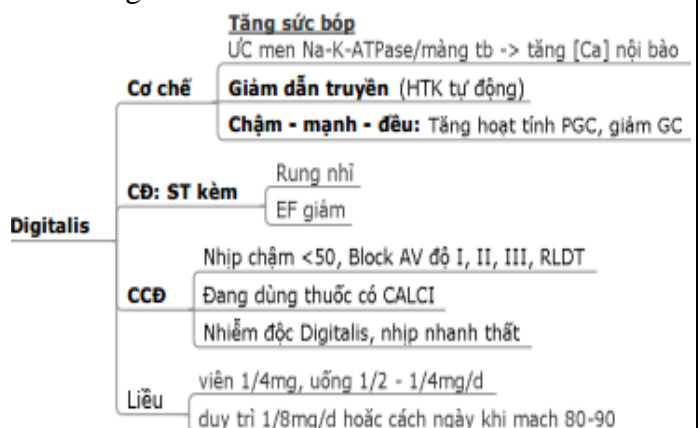 Digitalis
Cơ chế
Tăng sức bóp
ƯC men Na-K-ATPase/màng tb -> tăng [Ca] nội bào
Giảm dẫn truyền (HTK tự động)
Chậm - mạnh - đều: Tăng hoạt tính PGC, giảm GC
CĐ: ST kèm
Rung nhĩ
EF giảm
CCĐ
Nhịp chậm <50, Block AV độ I, II, III, RLDT
Đang dùng thuốc có CALCI
Nhiễm độc Digitalis, nhịp nhanh thất
Liều
viên 1/4mg, uống 1/2 - 1/4mg/d
duy trì 1/8mg/d hoặc cách ngày khi mạch 80-90